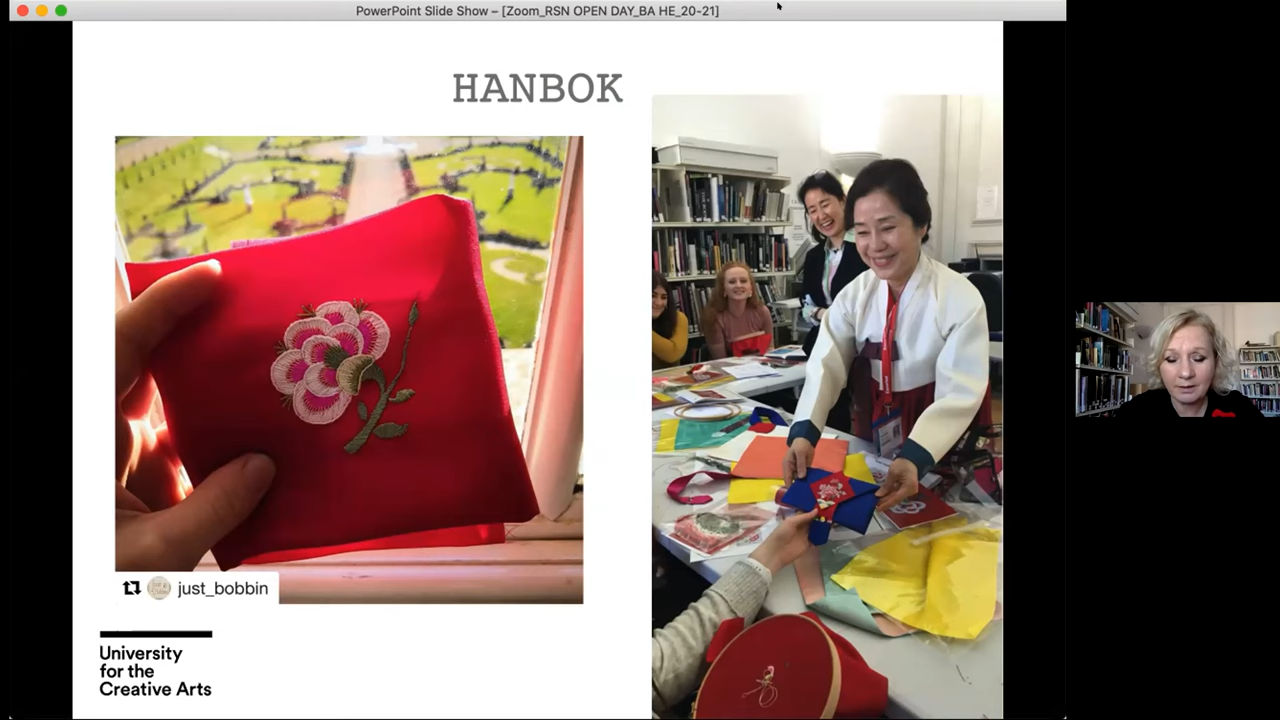 PowerPoint Slide Show – [Zoom_RSN OPEN DAY_BA HE_20-21]
HANBOK
just_bobbin
University
for the
Creative Arts